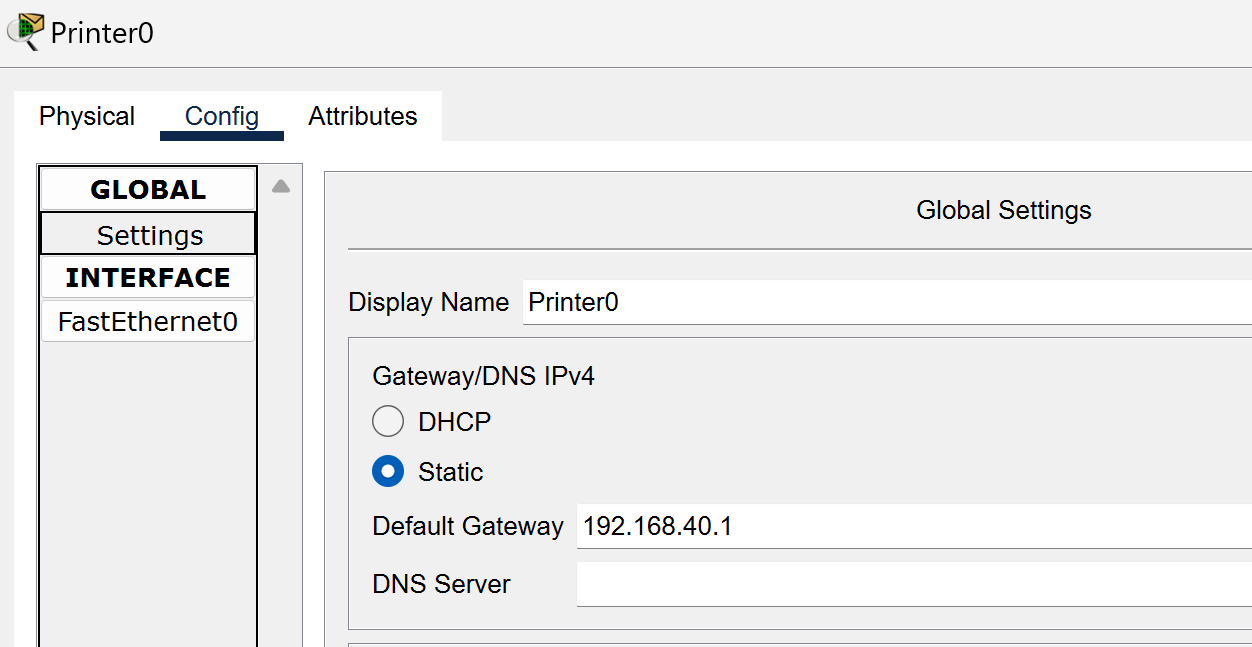 Printer0
Physical Config Attributes
GLOBAL
Settings
INTERFACE
FastEthernet0
Global Settings
Display Name Printer0
Gateway/DNS IPv4
DHCP
Static
Default Gateway 192.168.40.1
DNS Server